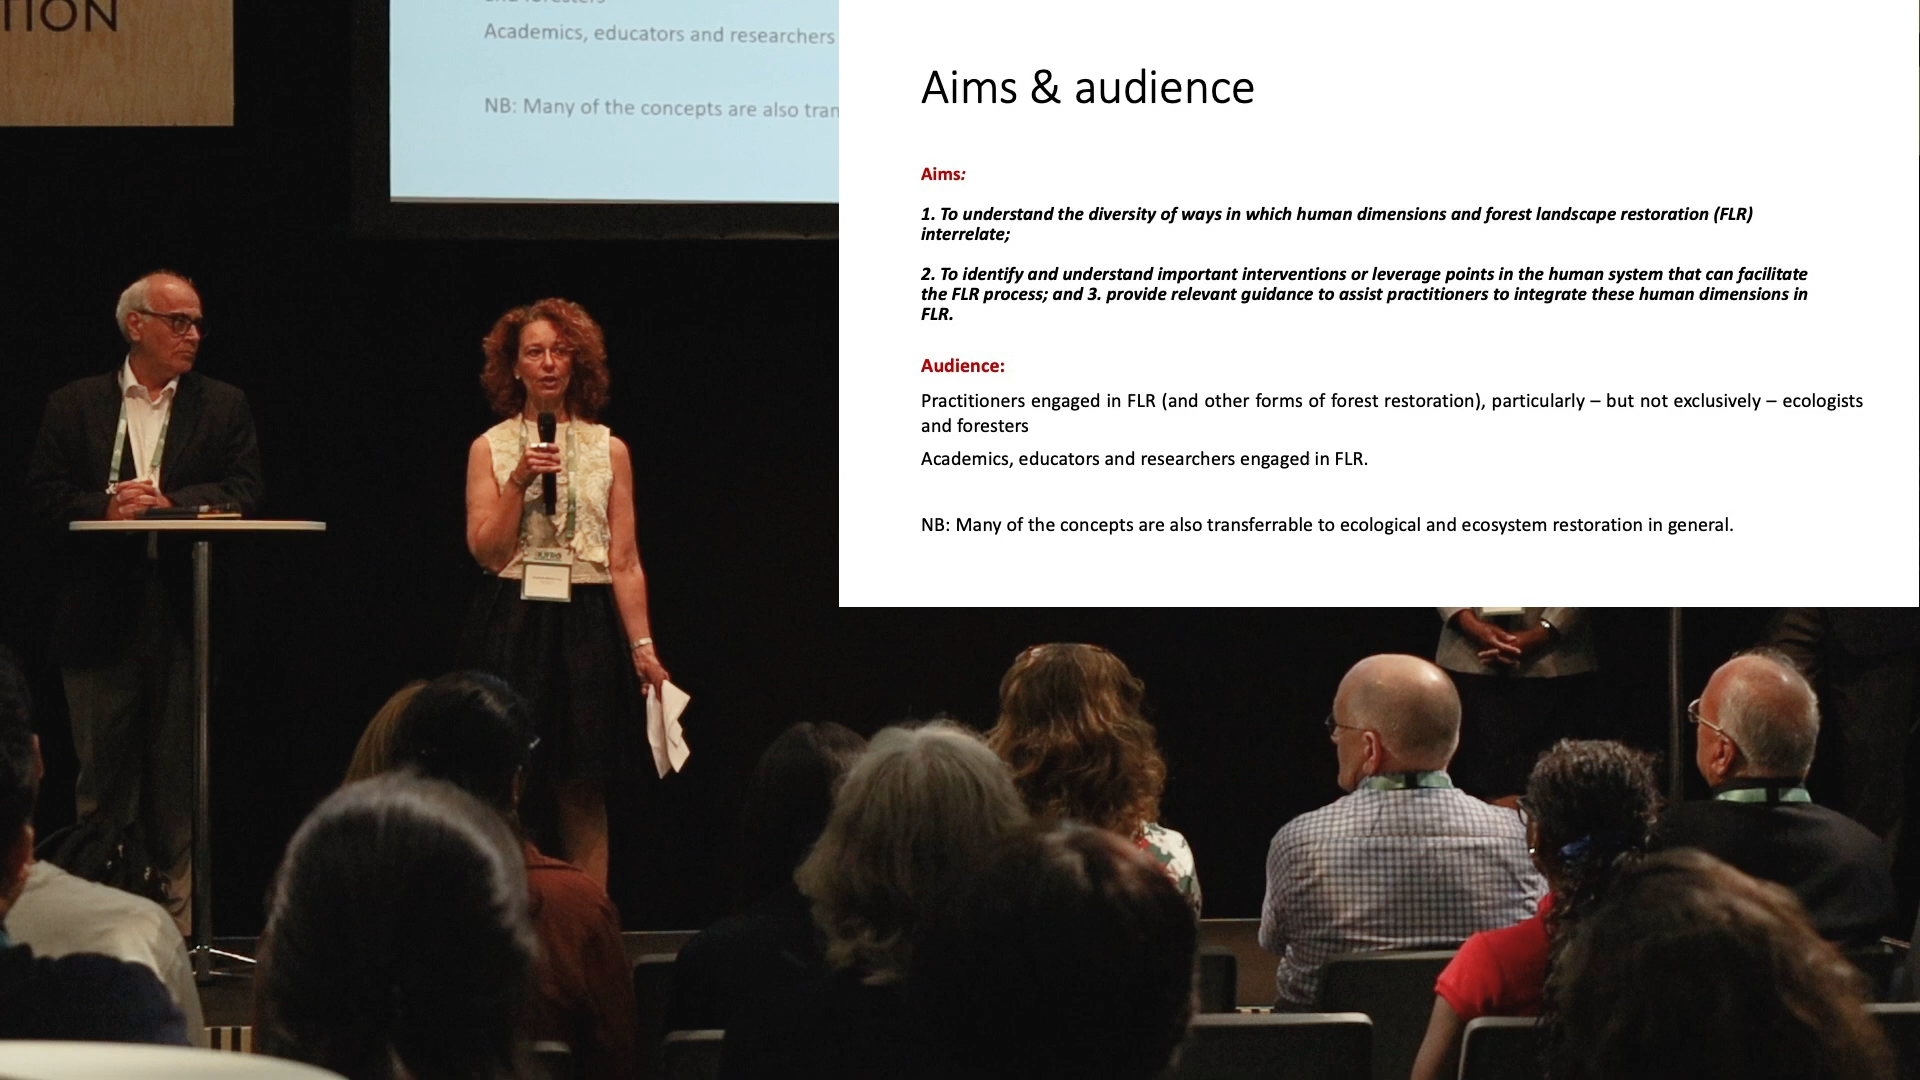 TION
and foresters
Academics, educators and researchers
NB: Many of the concepts are also tran
Aims & audience
Aims:
1. To understand the diversity of ways in which human dimensions and forest landscape restoration (FLR)
interrelate;
2. To identify and understand important interventions or leverage points in the human system that can facilitate
the FLR process; and 3. provide relevant guidance to assist practitioners to integrate these human dimensions in
FLR.
Audience:
Practitioners engaged in FLR (and other forms of forest restoration), particularly – but not exclusively – ecologists
and foresters
Academics, educators and researchers engaged in FLR.
NB: Many of the concepts are also transferrable to ecological and ecosystem restoration in general.